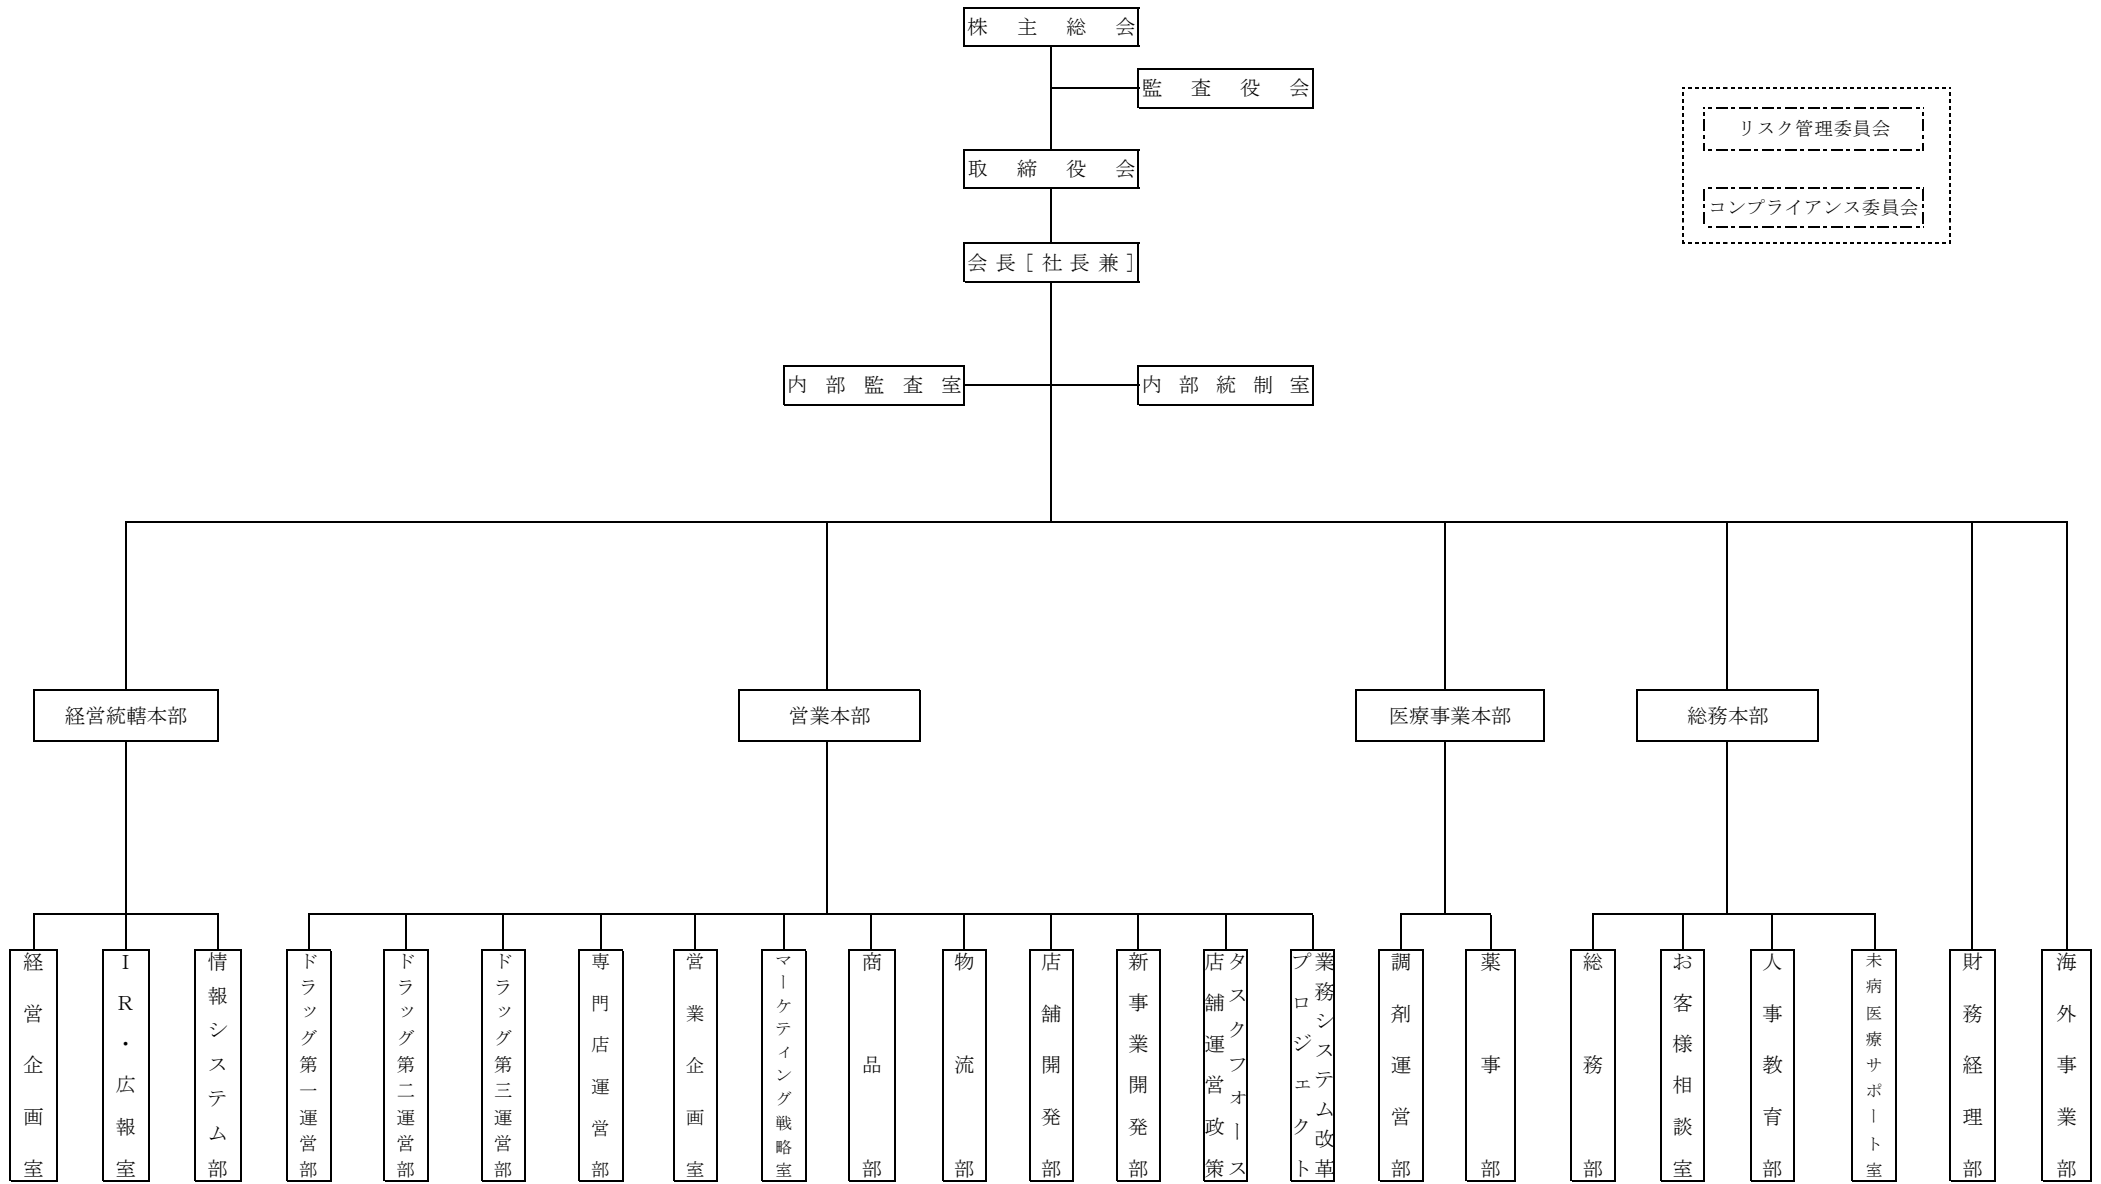 株主総会
監査役会
リスク管理委員会
取締役会
コンプライアンス委員会
会長[社長兼]
内部監査室
内部統制室
経営統轄本部
営業本部
医療事業本部
総務本部
経営企画室
IR・広報室
情報システム部
ドラッグ第一運営部
ドラッグ第二運営部
ドラッグ第三運営部
専門店運営部
営業企画室
マーケティング戦略室
商品部
物流部
店舗開発部
新事業開発部
タスクフォース
店舗運営政策
業務システム改革
プロジェクト
調剤運営部
薬事部
総務部
お客様相談室
人事教育部
未病医療サポート室
財務経理部
海外事業部